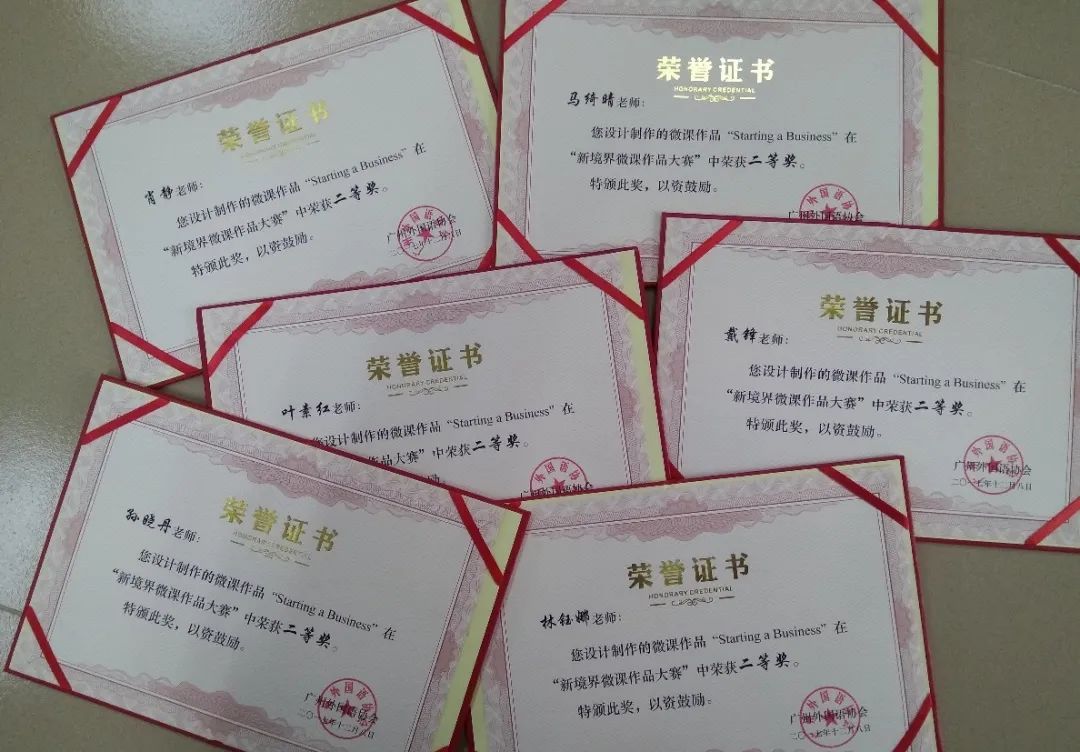 荣誉证书
肖静老师:
您设计制作的微课作品“Starting a Business”在
“新境界微课作品大赛”中荣获二等奖。
特颁此奖，以资鼓励。
广州外国语协会
荣誉证书
HONORARY CREDENTIAL
马绮晴老师:
您设计制作的微课作品“Starting a Business”在
“新境界微课作品大赛”中荣获二等奖。
特颁此奖，以资鼓励。
广州外国语协会
荣誉证书
HONORARY CREDENTIAL
叶素红老师:
您设计制作的微课作品“Starting a Business”在
作品大赛”中荣获二等奖。
广州外国语协会
荣誉证书
HONORARY CREDENTIAL
戴锋老师:
您设计制作的微课作品“Starting a Business”在
“新境界微课作品大赛”中荣获二等奖。
特颁此奖，以资鼓励。
广州外国语协会
二〇一七年十二月八日
荣誉证书
HONORARY CREDENTIAL
孙晓丹老师:
您设计制作的微课作品“Starting a Business”在
“新境界微课作品大赛”中荣获二等奖。
特颁此奖，以资鼓励。
广州外国语协会
二〇一七年十二月八日
荣誉证书
HONORARY CREDENTIAL
林钰娜老师:
您设计制作的微课作品“Starting a Business”在
“新境界微课作品大赛”中荣获二等奖。
特颁此奖，以资鼓励。
广州外国语协会
二〇一七年十二月八日